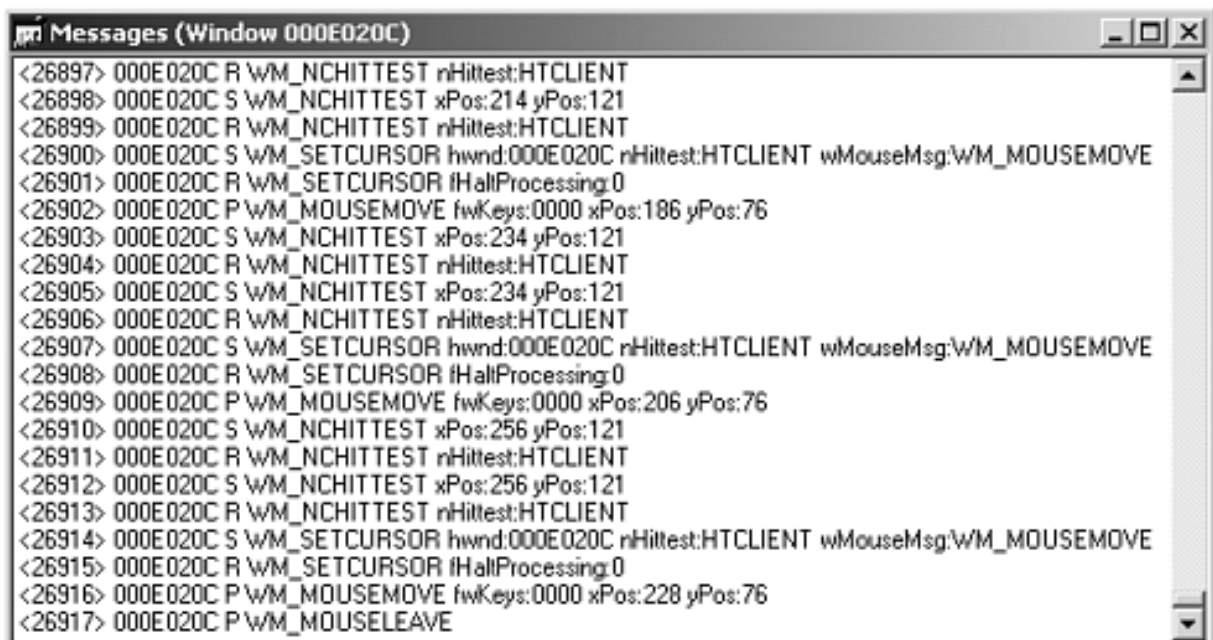 Messages (Window 000E020C)
<26897> 000E020C R WM_NCHITTEST nHittest:HTCLIENT
<26898> 000E020C S WM_NCHITTEST xPos:214 yPos:121
<26899> 000E020C R WM_NCHITTEST nHittest:HTCLIENT
<26900> 000E020C S WM_SETCURSOR hwnd:000E020C nHittest:HTCLIENT wMouseMsg:WM_MOUSEMOVE
<26901> 000E020C R WM_SETCURSOR fHaltProcessing:0
<26902> 000E020C P WM_MOUSEMOVE fwKeys:0000 xPos:186 yPos:76
<26903> 000E020C S WM_NCHITTEST xPos:234 yPos:121
<26904> 000E020C R WM_NCHITTEST nHittest:HTCLIENT
<26905> 000E020C S WM_NCHITTEST xPos:234 yPos:121
<26906> 000E020C R WM_NCHITTEST nHittest:HTCLIENT
<26907> 000E020C S WM_SETCURSOR hwnd:000E020C nHittest:HTCLIENT wMouseMsg:WM_MOUSEMOVE
<26908> 000E020C R WM_SETCURSOR fHaltProcessing:0
<26909> 000E020C P WM_MOUSEMOVE fwKeys:0000 xPos:206 yPos:76
<26910> 000E020C S WM_NCHITTEST xPos:256 yPos:121
<26911> 000E020C R WM_NCHITTEST nHittest:HTCLIENT
<26912> 000E020C S WM_NCHITTEST xPos:256 yPos:121
<26913> 000E020C R WM_NCHITTEST nHittest:HTCLIENT
<26914> 000E020C S WM_SETCURSOR hwnd:000E020C nHittest:HTCLIENT wMouseMsg:WM_MOUSEMOVE
<26915> 000E020C R WM_SETCURSOR fHaltProcessing:0
<26916> 000E020C P WM_MOUSEMOVE fwKeys:0000 xPos:228 yPos:76
<26917> 000E020C P WM_MOUSELEAVE